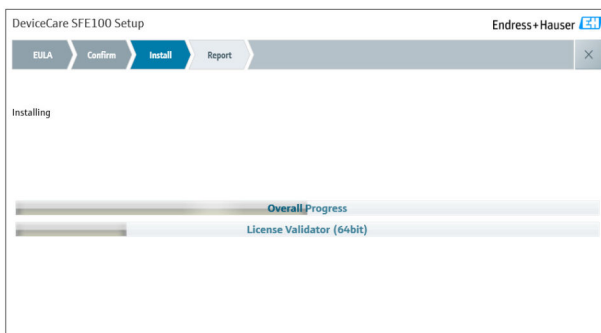 DeviceCare SFE100 Setup
Endress+Hauser EH
EULA Confirm Install Report
Installing
Overall Progress
License Validator (64bit)